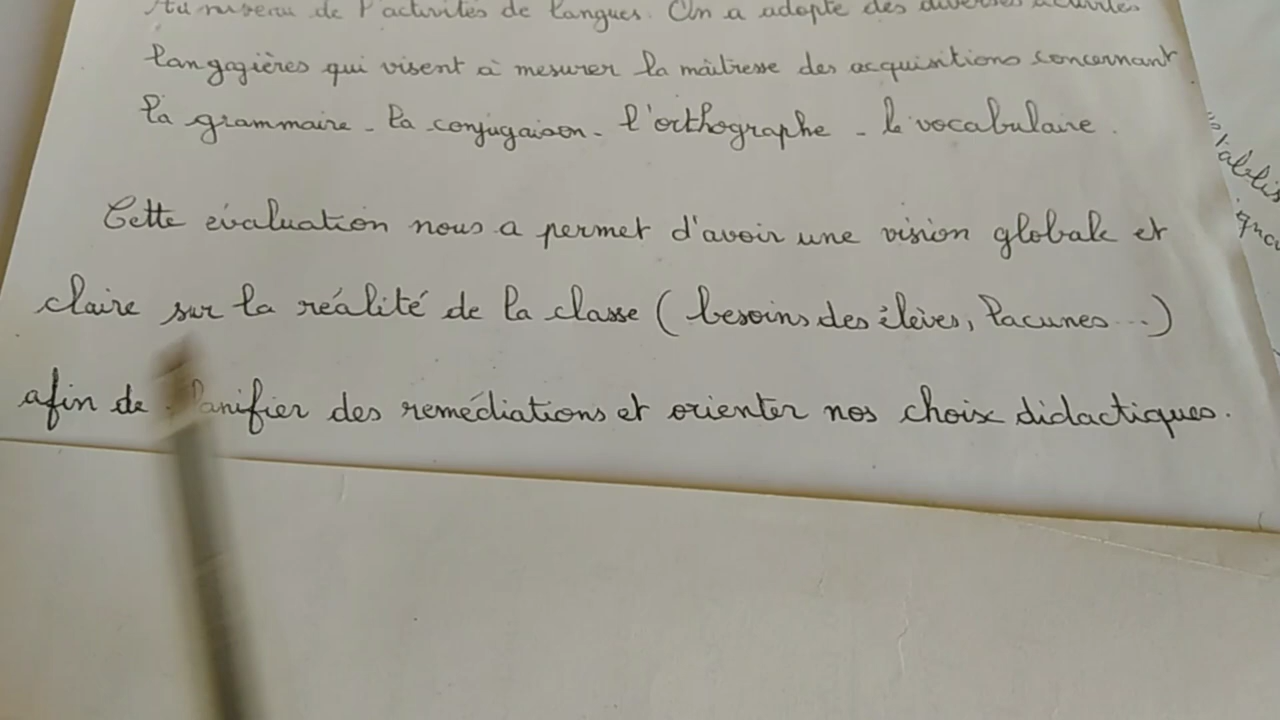 Au niveau de l'activités de langues. On a adopté des diverses activités
langagières qui visent à mesurer la maîtresse des acquisitions concernant
la grammaire - la conjugaison - l'orthographe - le vocabulaire.
Cette évaluation nous a permet d'avoir une vision globale et
claire sur la réalité de la classe ( besoins des élèves, lacunes ...)
afin de planifier des remédiations et orienter nos choix didactiques.